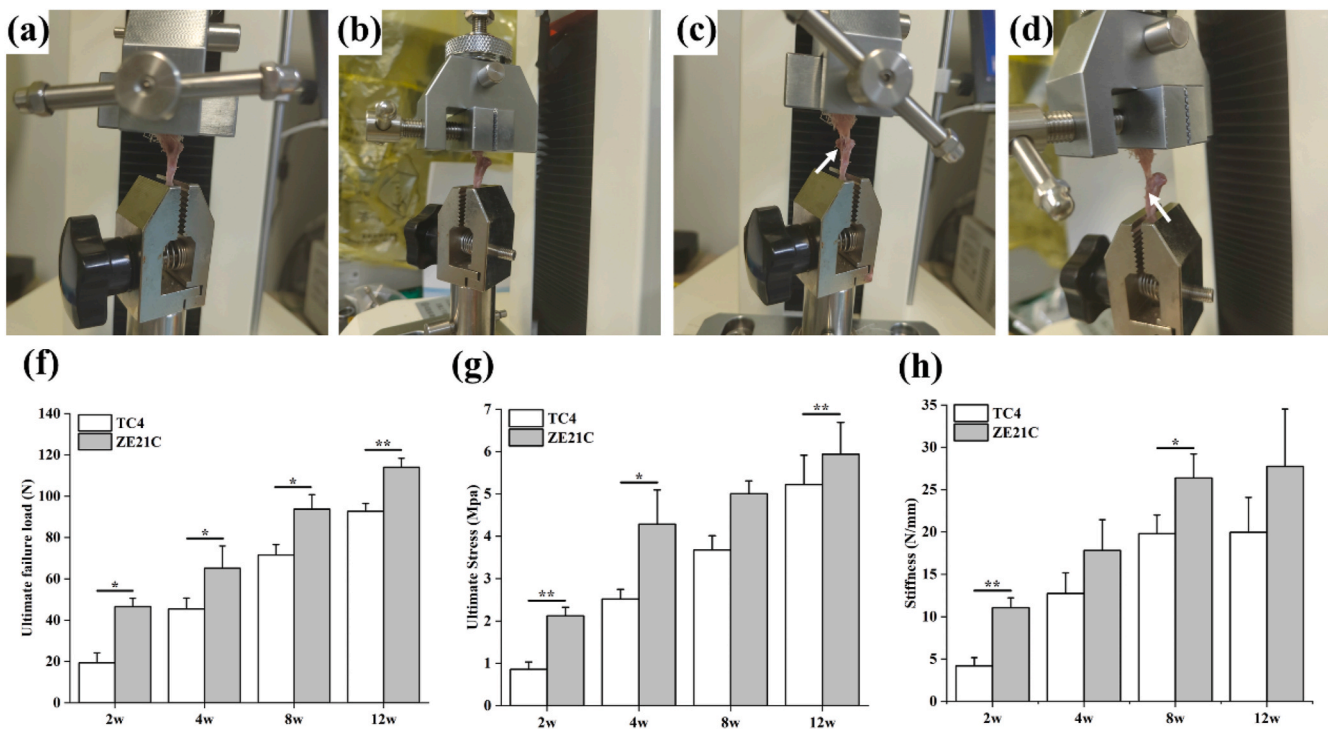 (a)
(b)
(c)
(d)
(f)
140
120
100
80
60
40
20
0
Ultimate failure load (N)
TC4
ZE21C
*
*
*
**
2w
4w
8w
12w
(g)
7
6
5
4
3
2
1
0
Ultimate Stress (Mpa)
TC4
ZE21C
**
*
**
2w
4w
8w
12w
(h)
35
30
25
20
15
10
5
0
Stiffness (N/mm)
TC4
ZE21C
**
*
2w
4w
8w
12w